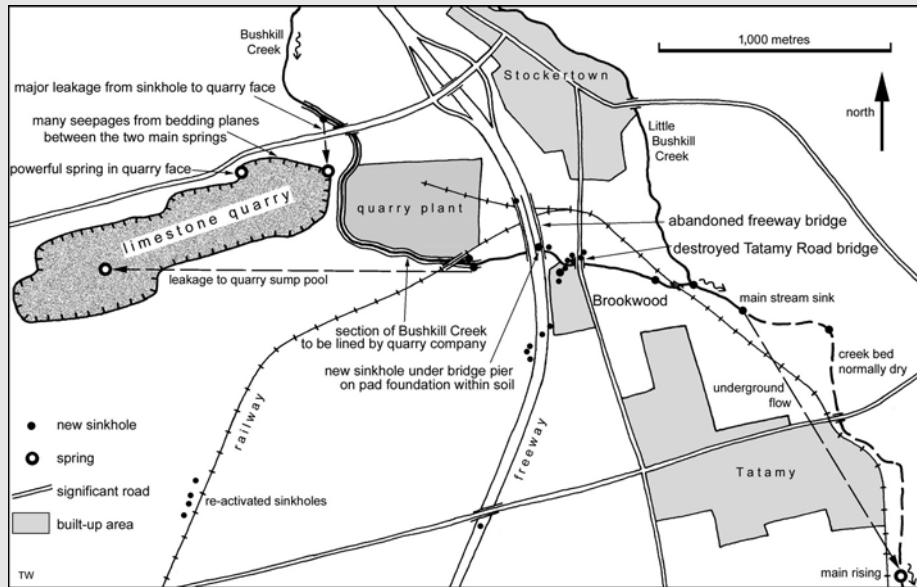 Bushkill
Creek
1,000 metres
major leakage from sinkhole to quarry face
Stockertown
north
many seepages from bedding planes
between the two main springs
Little
Bushkill
Creek
powerful spring in quarry face
limestone quarry
quarry plant
abandoned freeway bridge
destroyed Tatamy Road bridge
leakage to quarry sump pool
Brookwood
main stream sink
section of Bushkill Creek
to be lined by quarry company
creek bed
normally dry
new sinkhole under bridge pier
on pad foundation within soil
underground
flow
new sinkhole
railway
freeway
spring
Tatamy
significant road
re-activated sinkholes
built-up area
TW
main rising